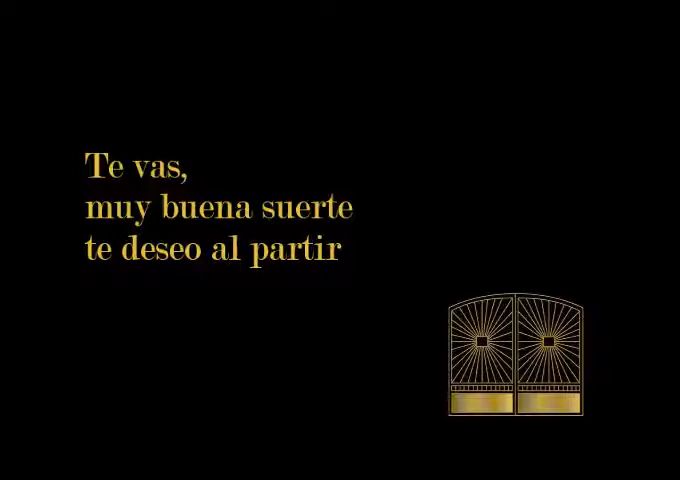 Te vas,
muy buena suerte
te deseo al partir